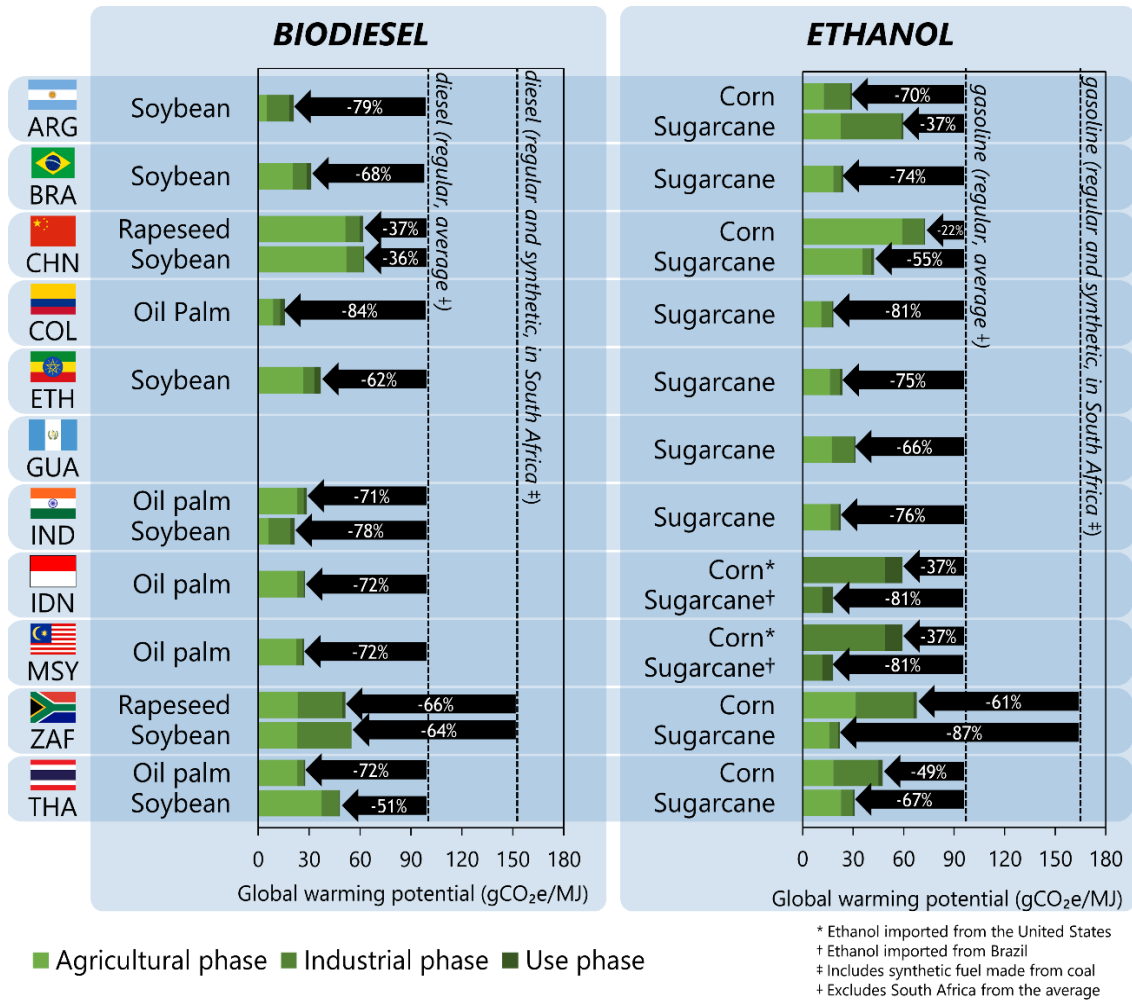 BIODIESEL
ETHANOL
diesel (regular, average ⸸)
diesel (regular and synthetic, in South Africa ‡)
gasoline (regular, average ⸸)
gasoline (regular and synthetic, in South Africa ‡)
ARG
Soybean
-79%
Corn
-70%
Sugarcane
-37%
BRA
Soybean
-68%
Sugarcane
-74%
CHN
Rapeseed
-37%
Soybean
-36%
Corn
-22%
Sugarcane
-55%
COL
Oil Palm
-84%
Sugarcane
-81%
ETH
Soybean
-62%
Sugarcane
-75%
GUA
Sugarcane
-66%
IND
Oil palm
-71%
Soybean
-78%
Sugarcane
-76%
IDN
Oil palm
-72%
Corn*
-37%
Sugarcane†
-81%
MSY
Oil palm
-72%
Corn*
-37%
Sugarcane†
-81%
ZAF
Rapeseed
-66%
Soybean
-64%
Corn
-61%
Sugarcane
-87%
THA
Oil palm
-72%
Soybean
-51%
Corn
-49%
Sugarcane
-67%
0 30 60 90 120 150 180
Global warming potential (gCO₂e/MJ)
0 30 60 90 120 150 180
Global warming potential (gCO₂e/MJ)
Agricultural phase Industrial phase Use phase
* Ethanol imported from the United States
† Ethanol imported from Brazil
‡ Includes synthetic fuel made from coal
⸸ Excludes South Africa from the average